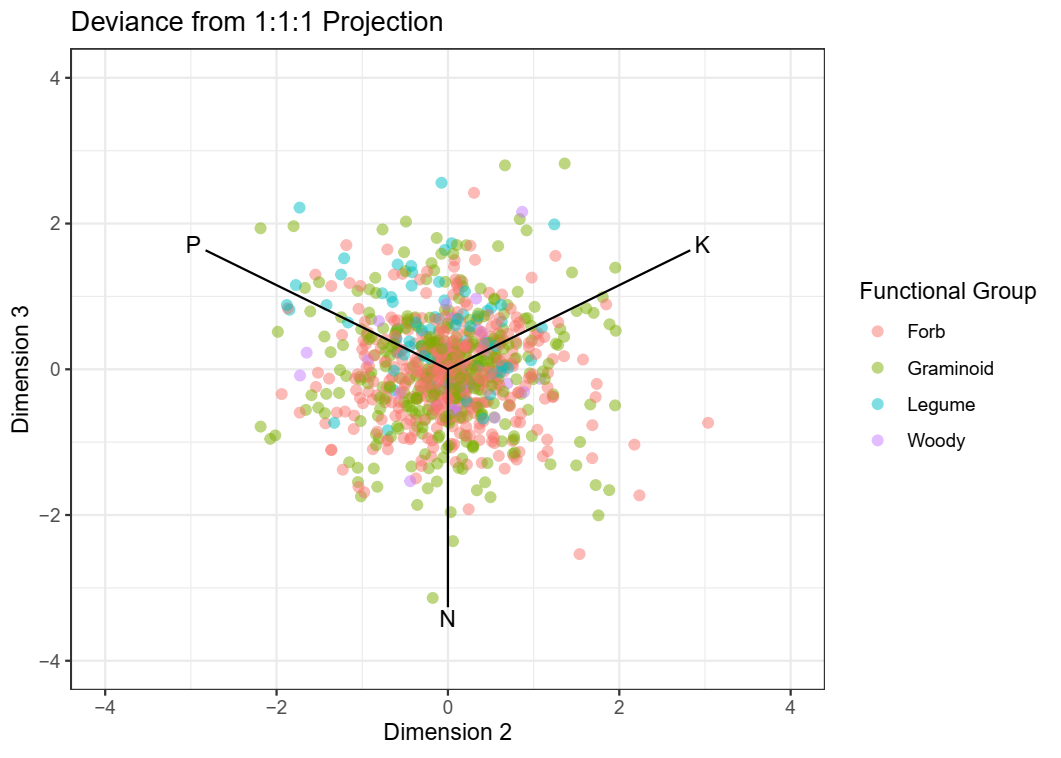 Deviance from 1:1:1 Projection
4
2
0
−2
−4
Dimension 3
P
K
N
−4
−2
0
2
4
Dimension 2
Functional Group
Forb
Graminoid
Legume
Woody